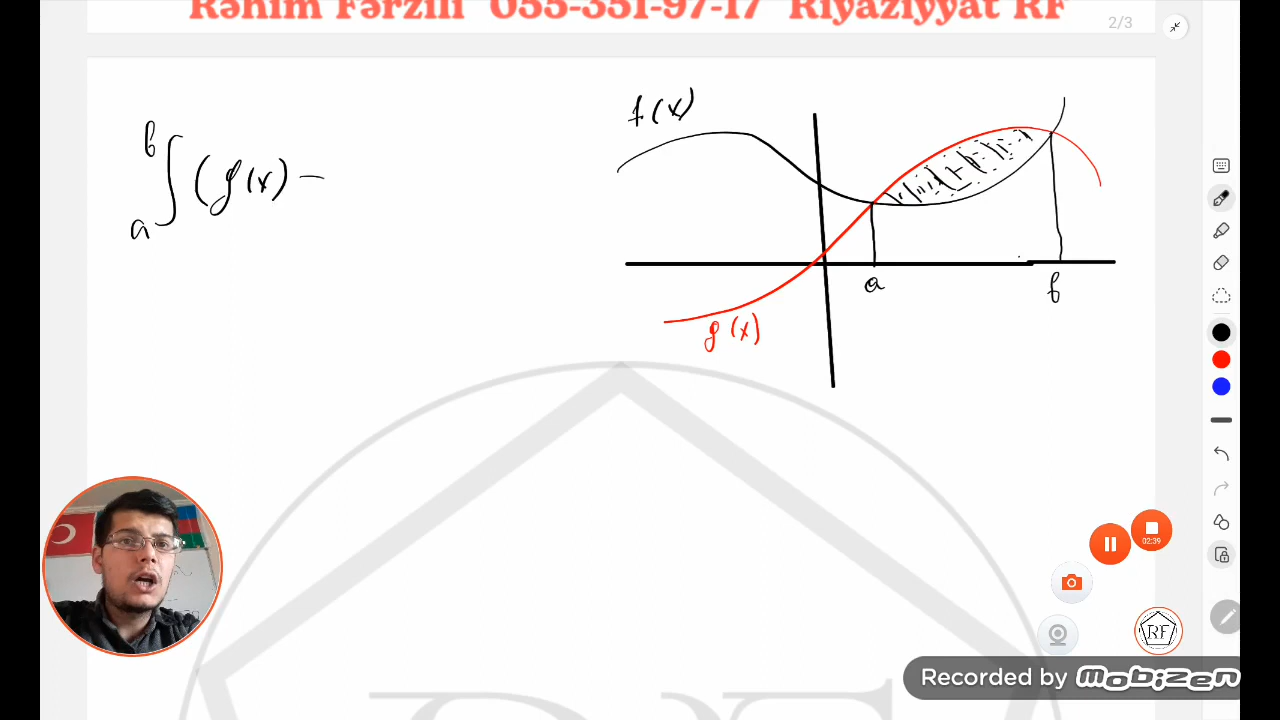 Rəhim Fərzili 055-351-97-17 Riyaziyyat RF
2/3
f(x)
b
∫ (g(x) –
a
a
b
g(x)
02:39
RF
Recorded by mobizen